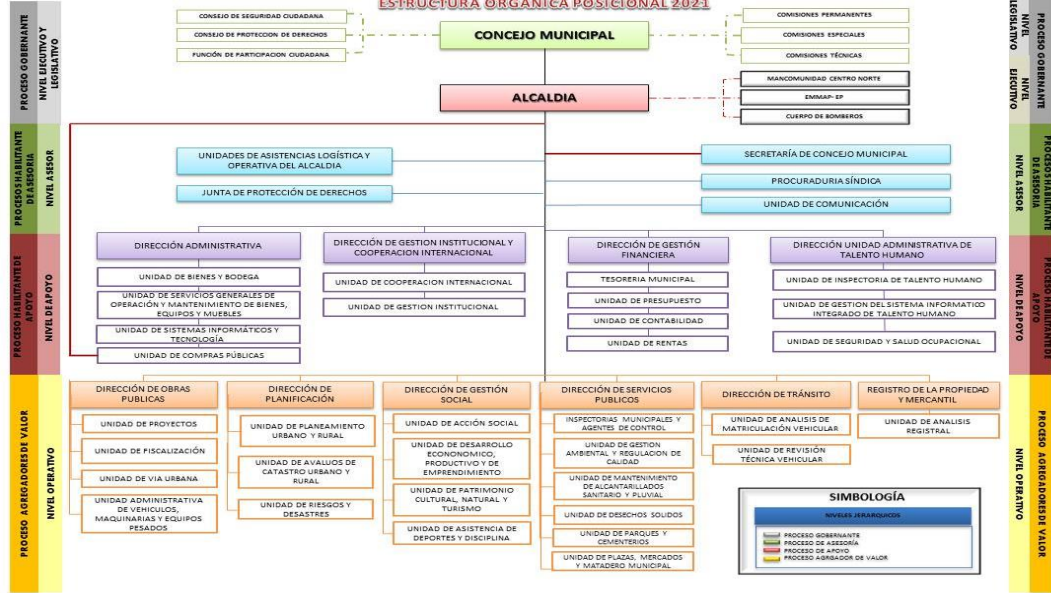 ESTRUCTURA ORGÁNICA POSICIONAL 2021
CONSEJO DE SEGURIDAD CIUDADANA
CONSEJO DE PROTECCION DE DERECHOS
FUNCIÓN DE PARTICIPACION CIUDADANA
CONCEJO MUNICIPAL
COMISIONES PERMANENTES
COMISIONES ESPECIALES
COMISIONES TÉCNICAS
ALCALDIA
MANCOMUNIDAD CENTRO NORTE
EMMAP-EP
CUERPO DE BOMBEROS
PROCESO GOBERNANTE
NIVEL EJECUTIVO Y
LEGISLATIVO
NIVEL
LEGISLATIVO
NIVEL
EJECUTIVO
PROCESO GOBERNANTE
PROCESOS HABILITANTE
DE ASESORIA
NIVEL ASESOR
UNIDADES DE ASISTENCIAS LOGÍSTICA Y
OPERATIVA DEL ALCALDIA
JUNTA DE PROTECCIÓN DE DERECHOS
SECRETARÍA DE CONCEJO MUNICIPAL
PROCURADURIA SÍNDICA
UNIDAD DE COMUNICACIÓN
NIVEL ASESOR
PROCESOS HABILITANTE
DE ASESORIA
PROCESO HABILITANTE DE
APOYO
NIVEL DE APOYO
DIRECCIÓN ADMINISTRATIVA
UNIDAD DE BIENES Y BODEGA
UNIDAD DE SERVICIOS GENERALES DE
OPERACIÓN Y MANTENIMIENTO DE BIENES,
EQUIPOS Y MUEBLES
UNIDAD DE SISTEMAS INFORMÁTICOS Y
TECNOLOGÍA
UNIDAD DE COMPRAS PÚBLICAS
DIRECCIÓN DE GESTION INSTITUCIONAL Y
COOPERACION INTERNACIONAL
UNIDAD DE COOPERACION INTERNACIONAL
UNIDAD DE GESTION INSTITUCIONAL
DIRECCIÓN DE GESTIÓN
FINANCIERA
TESORERIA MUNICIPAL
UNIDAD DE PRESUPUESTO
UNIDAD DE CONTABILIDAD
UNIDAD DE RENTAS
DIRECCIÓN UNIDAD ADMINISTRATIVA DE
TALENTO HUMANO
UNIDAD DE INSPECTORIA DE TALENTO HUMANO
UNIDAD DE GESTION DEL SISTEMA INFORMATICO
INTEGRADO DE TALENTO HUMANO
UNIDAD DE SEGURIDAD Y SALUD OCUPACIONAL
NIVEL DE APOYO
PROCESO HABILITANTE DE
APOYO
PROCESO AGREGADORES DE VALOR
NIVEL OPERATIVO
DIRECCIÓN DE OBRAS
PUBLICAS
UNIDAD DE PROYECTOS
UNIDAD DE FISCALIZACIÓN
UNIDAD DE VIA URBANA
UNIDAD ADMINISTRATIVA
DE VEHICULOS,
MAQUINARIAS Y EQUIPOS
PESADOS
DIRECCIÓN DE
PLANIFICACIÓN
UNIDAD DE PLANEAMIENTO
URBANO Y RURAL
UNIDAD DE AVALUOS DE
CATASTRO URBANO Y
RURAL
UNIDAD DE RIESGOS Y
DESASTRES
DIRECCIÓN DE GESTIÓN
SOCIAL
UNIDAD DE ACCIÓN SOCIAL
UNIDAD DE DESARROLLO
ECONONOMICO,
PRODUCTIVO Y DE
EMPRENDIMIENTO
UNIDAD DE PATRIMONIO
CULTURAL, NATURAL Y
TURISMO
UNIDAD DE ASISTENCIA DE
DEPORTES Y DISCIPLINA
DIRECCIÓN DE SERVICIOS
PUBLICOS
INSPECTORIAS MUNICIPALES Y
AGENTES DE CONTROL
UNIDAD DE GESTION
AMBIENTAL Y REGULACION DE
CALIDAD
UNIDAD DE MANTENIMIENTO
DE ALCANTARILLADOS
SANITARIO Y PLUVIAL
UNIDAD DE DESECHOS SOLIDOS
UNIDAD DE PARQUES Y
CEMENTERIOS
UNIDAD DE PLAZAS, MERCADOS
Y MATADERO MUNICIPAL
DIRECCIÓN DE TRÁNSITO
UNIDAD DE ANALISIS DE
MATRICULACIÓN VEHICULAR
UNIDAD DE REVISIÓN
TÉCNICA VEHICULAR
REGISTRO DE LA PROPIEDAD
Y MERCANTIL
UNIDAD DE ANALISIS
REGISTRAL
SIMBOLOGÍA
NIVELES JERARQUICOS
PROCESO GOBERNANTE
PROCESO DE ASESORÍA
PROCESO DE APOYO
PROCESO AGRGADOR DE VALOR
NIVEL OPERATIVO
PROCESO AGREGADORES DE VALOR